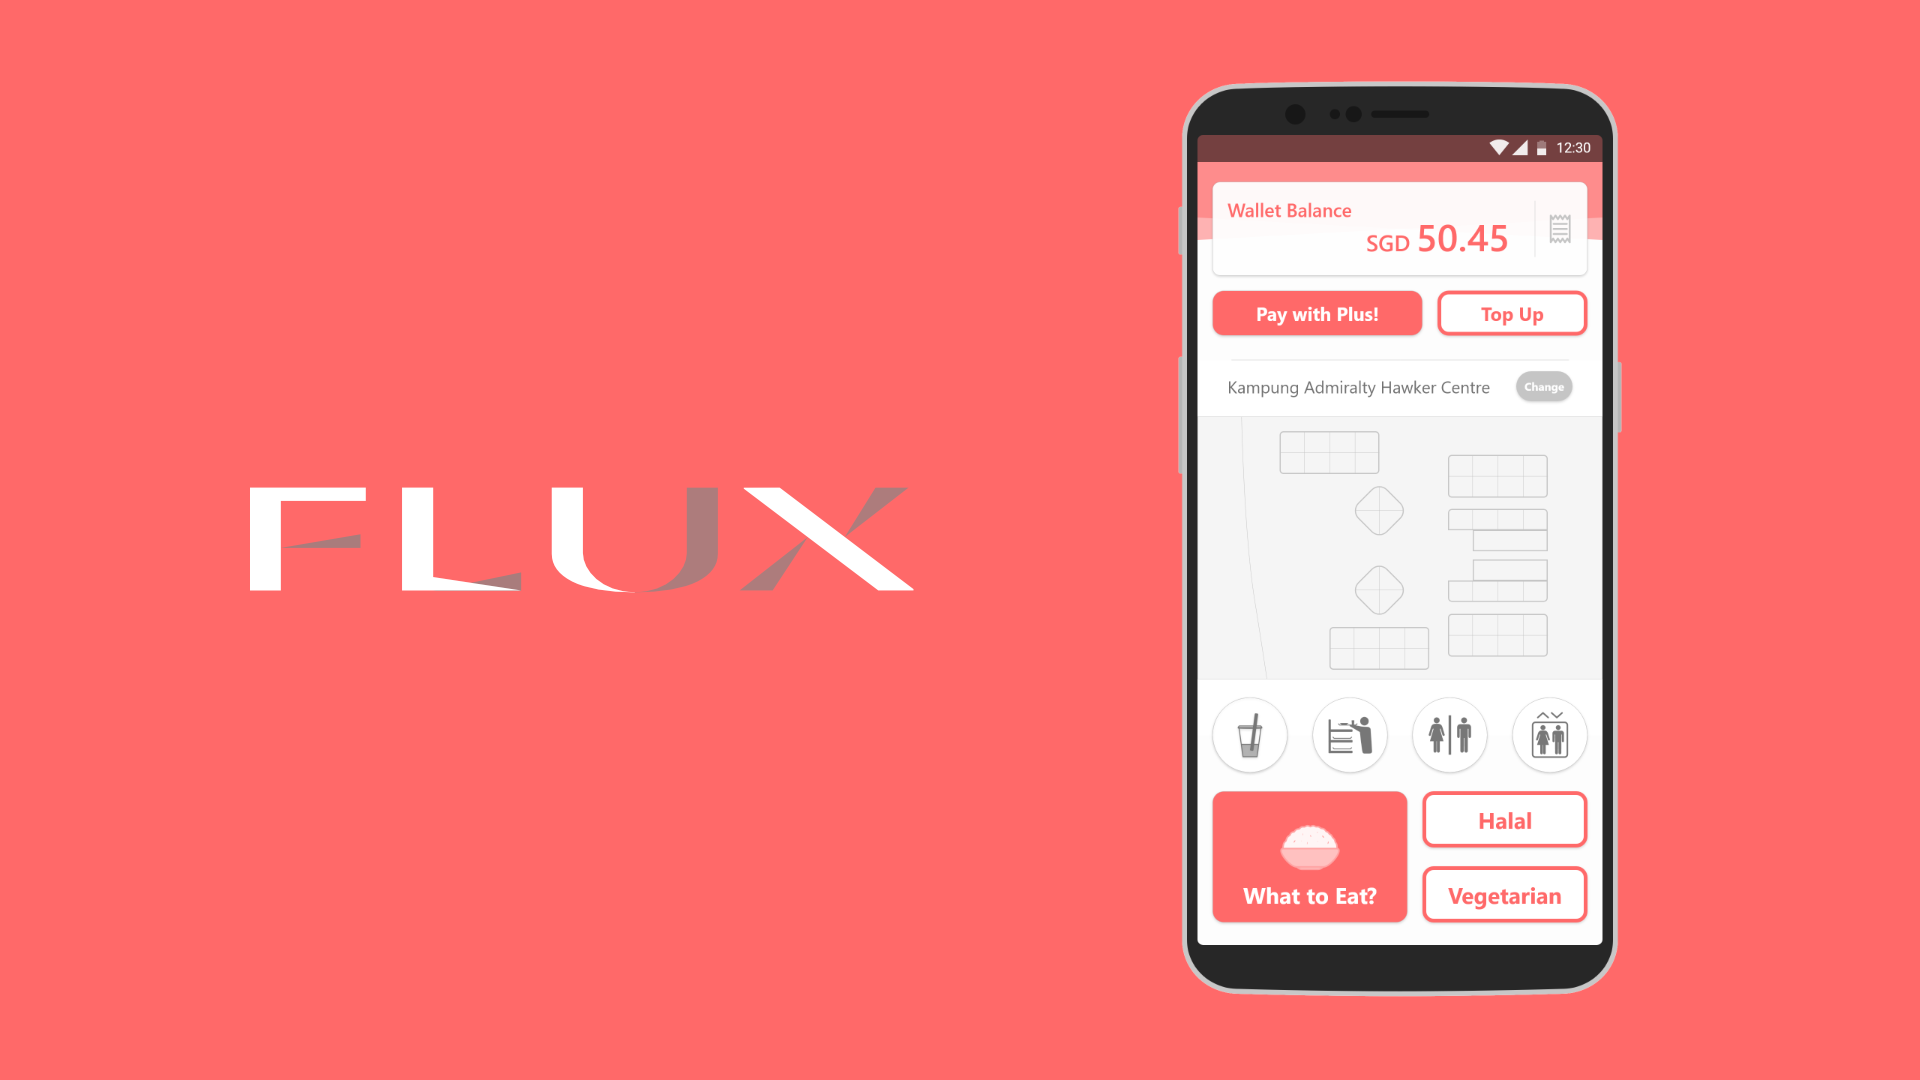 FLUX
12:30
Wallet Balance
SGD 50.45
Pay with Plus!
Top Up
Kampung Admiralty Hawker Centre
Change
What to Eat?
Halal
Vegetarian